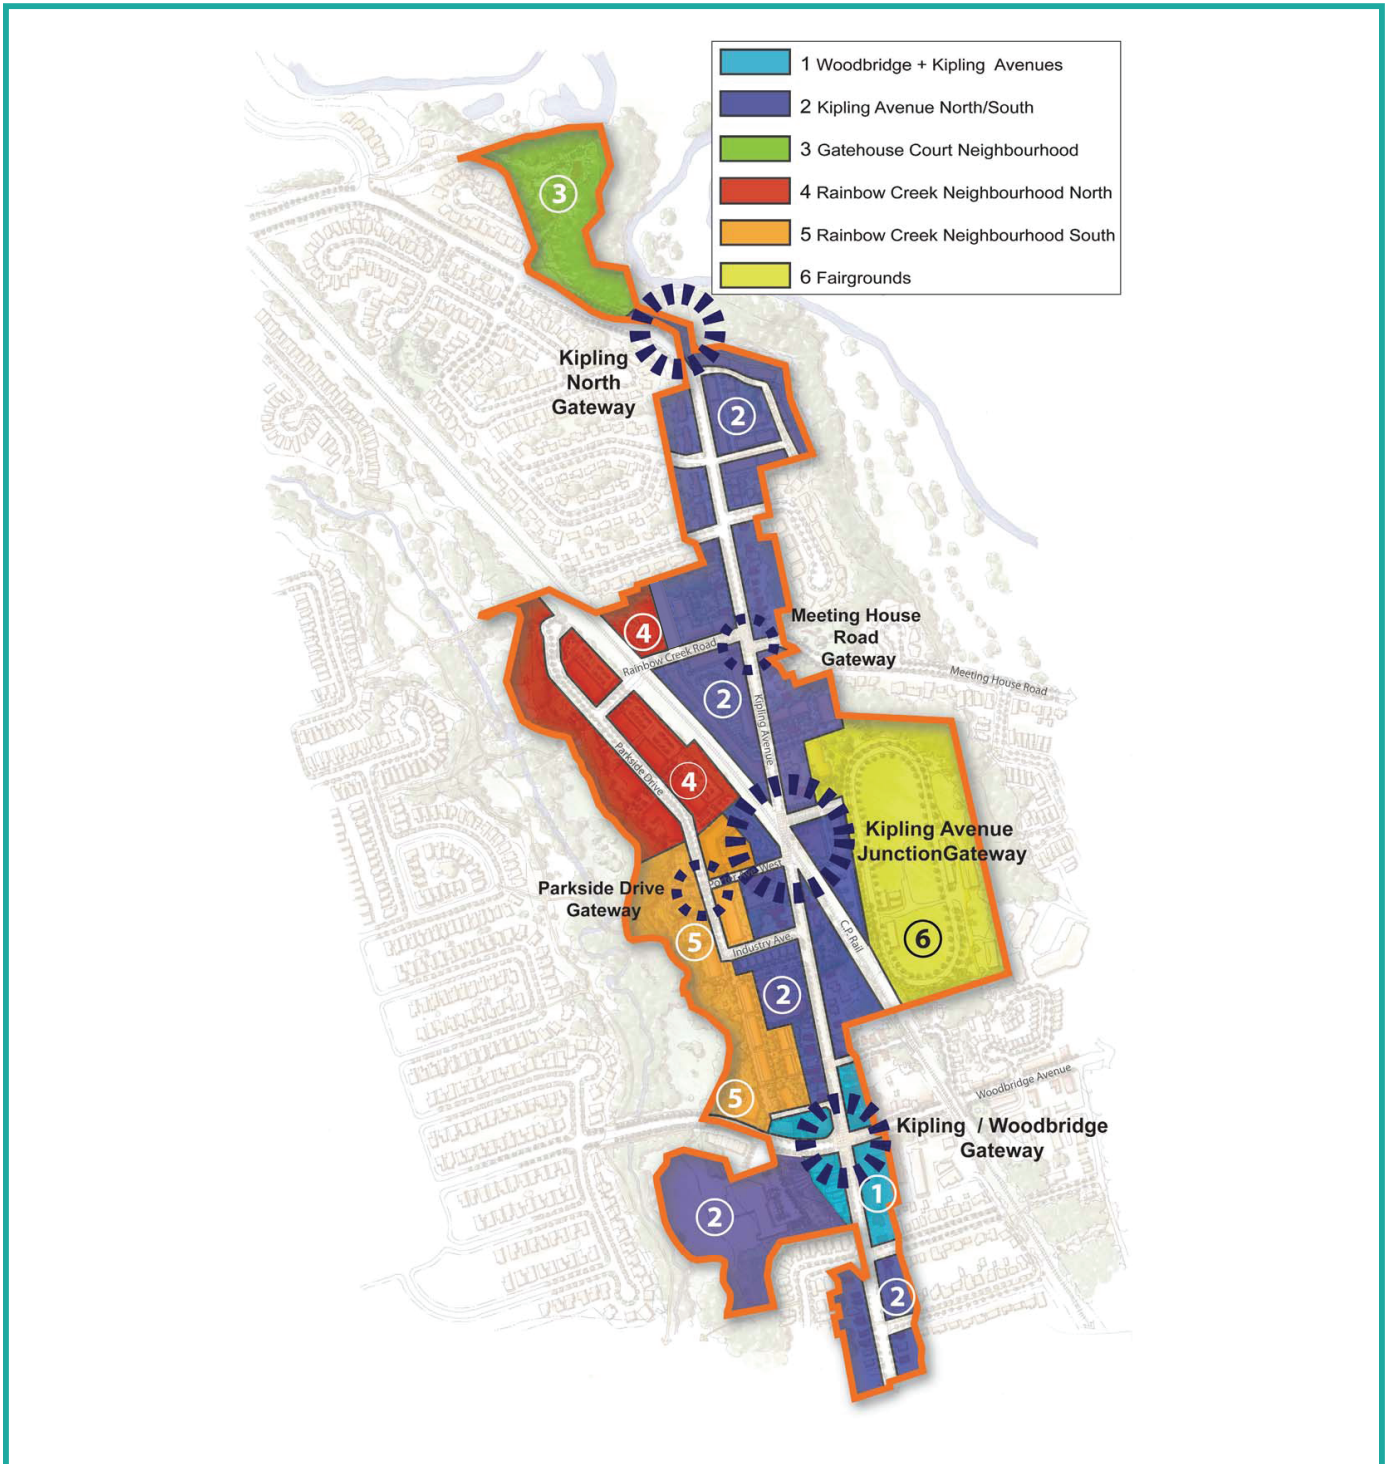 1 Woodbridge + Kipling Avenues
2 Kipling Avenue North/South
3 Gatehouse Court Neighbourhood
4 Rainbow Creek Neighbourhood North
5 Rainbow Creek Neighbourhood South
6 Fairgrounds
3
Kipling
North
Gateway
2
Meeting House
Road
Gateway
4
Rainbow Creek Road
Meeting House Road
2
Kipling Avenue
Parkside Drive
4
Kipling Avenue
JunctionGateway
West
Parkside Drive
Gateway
5
Industry Ave.
C.P. Rail
6
2
Woodbridge Avenue
5
Kipling / Woodbridge
Gateway
1
2
2